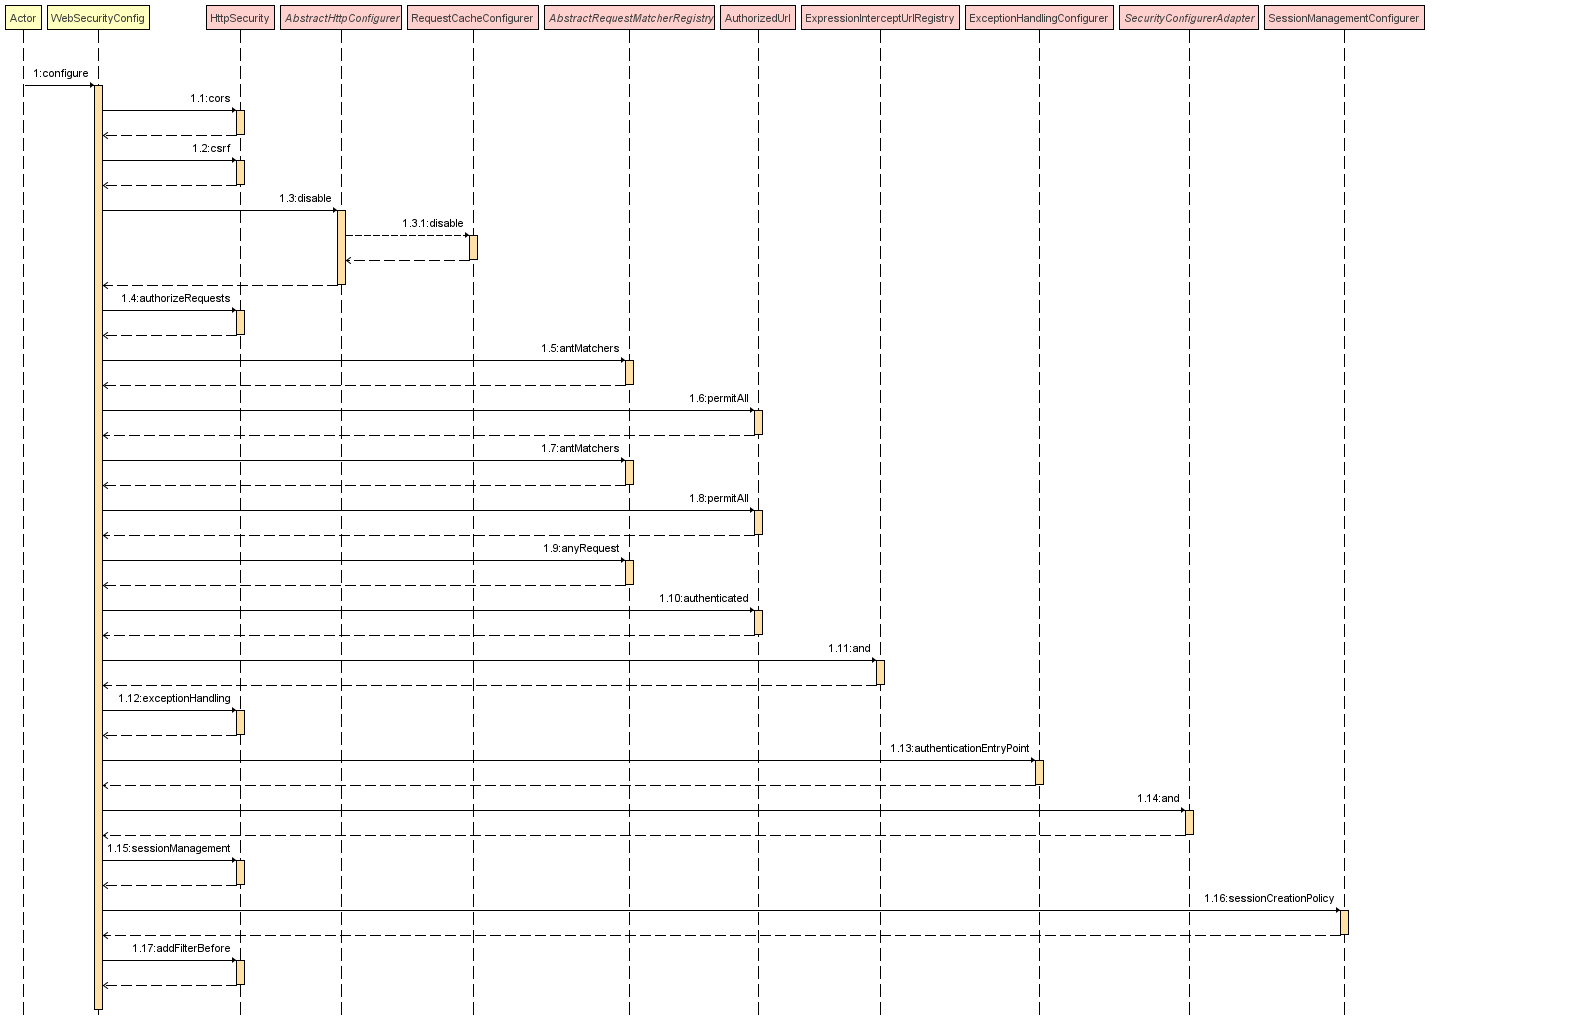 Actor
WebSecurityConfig
HttpSecurity
AbstractHttpConfigurer
RequestCacheConfigurer
AbstractRequestMatcherRegistry
AuthorizedUrl
ExpressionInterceptUrlRegistry
ExceptionHandlingConfigurer
SecurityConfigurerAdapter
SessionManagementConfigurer
1:configure
1.1:cors
1.2:csrf
1.3:disable
1.3.1:disable
1.4:authorizeRequests
1.5:antMatchers
1.6:permitAll
1.7:antMatchers
1.8:permitAll
1.9:anyRequest
1.10:authenticated
1.11:and
1.12:exceptionHandling
1.13:authenticationEntryPoint
1.14:and
1.15:sessionManagement
1.16:sessionCreationPolicy
1.17:addFilterBefore